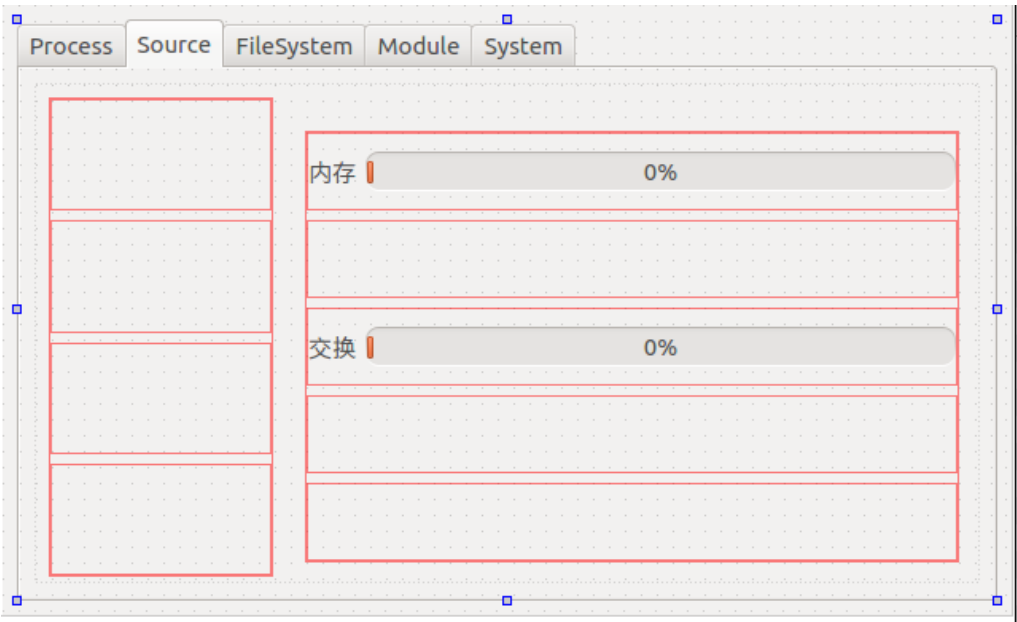 Process Source FileSystem Module System
内存 0%
交换 0%